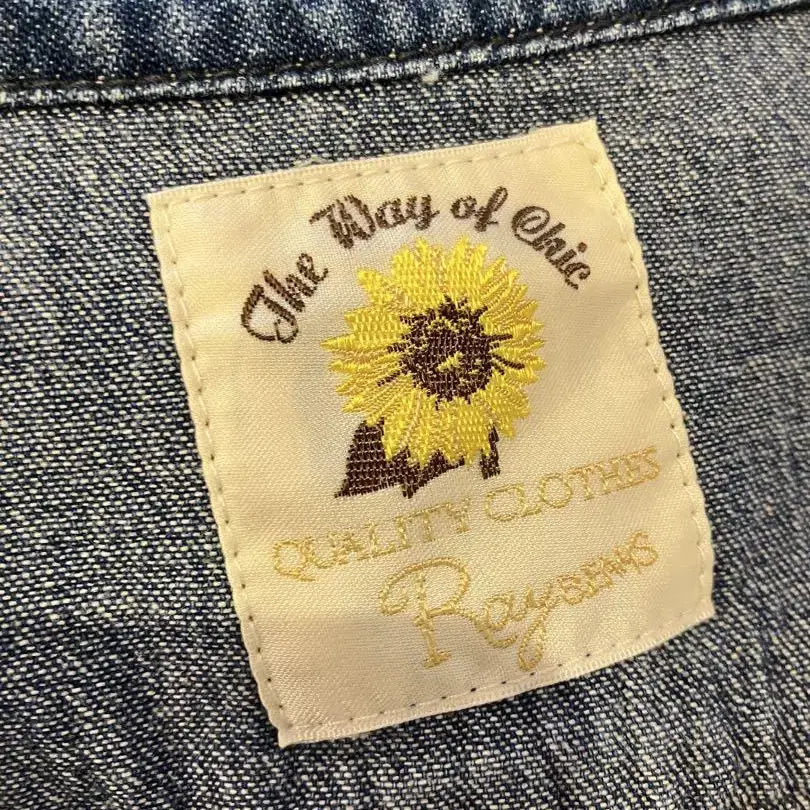 The Way of Chic
QUALITY CLOTHES
Ray BEAMS